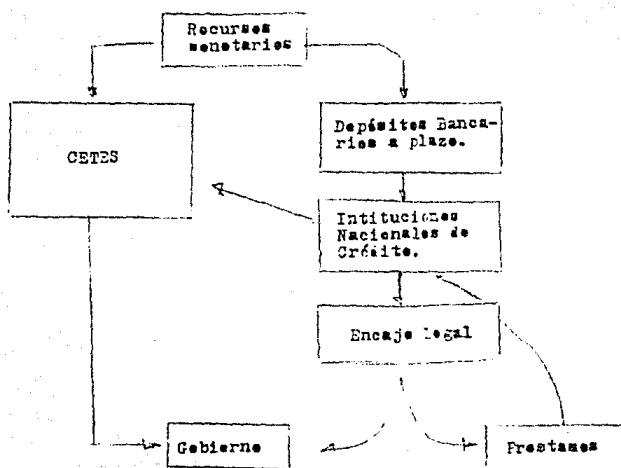 Recursos
monetarios
CETES
Depósitos Banca-
rios a plazo.
Intituciones
Nacionales de
Crédito.
Encaje legal
Gobierno
Prestamos